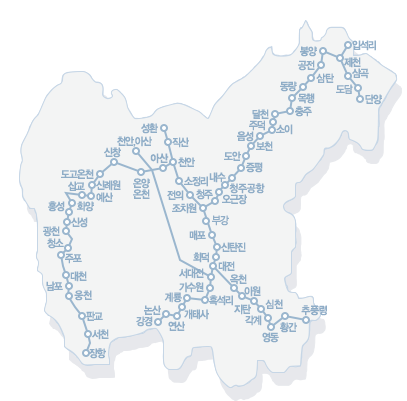 입석리
봉양
제천
공전
삼곡
삼탄
동량
도담
단양
목행
달천
충주
주덕
소이
음성
보천
성환
천안,아산
직산
도안
신창
아산
천안
증평
도고온천
내수
온양
온천
소정리
청주공항
신례원
삽교
예산
전의
청주
오근장
홍성
화양
조치원
신성
부강
광천
매포
청소
신탄진
주포
회덕
대전
서대전
대천
옥천
남포
가수원
이원
웅천
계룡
흑석리
지탄
심천
논산
개태사
추풍령
판교
각계
강경
연산
황간
서천
영동
장항